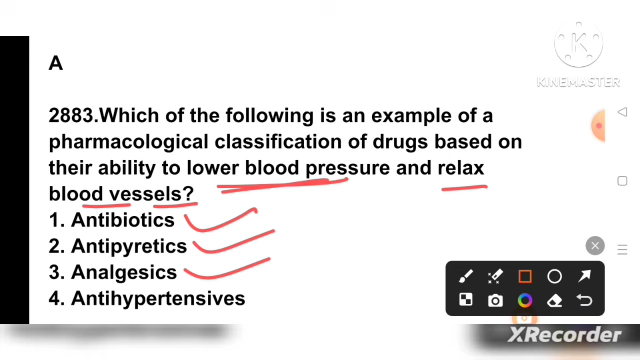 KINEMASTER
A
2883.Which of the following is an example of a
pharmacological classification of drugs based on
their ability to lower blood pressure and relax
blood vessels?
1. Antibiotics
2. Antipyretics
3. Analgesics
4. Antihypertensives
XRecorder